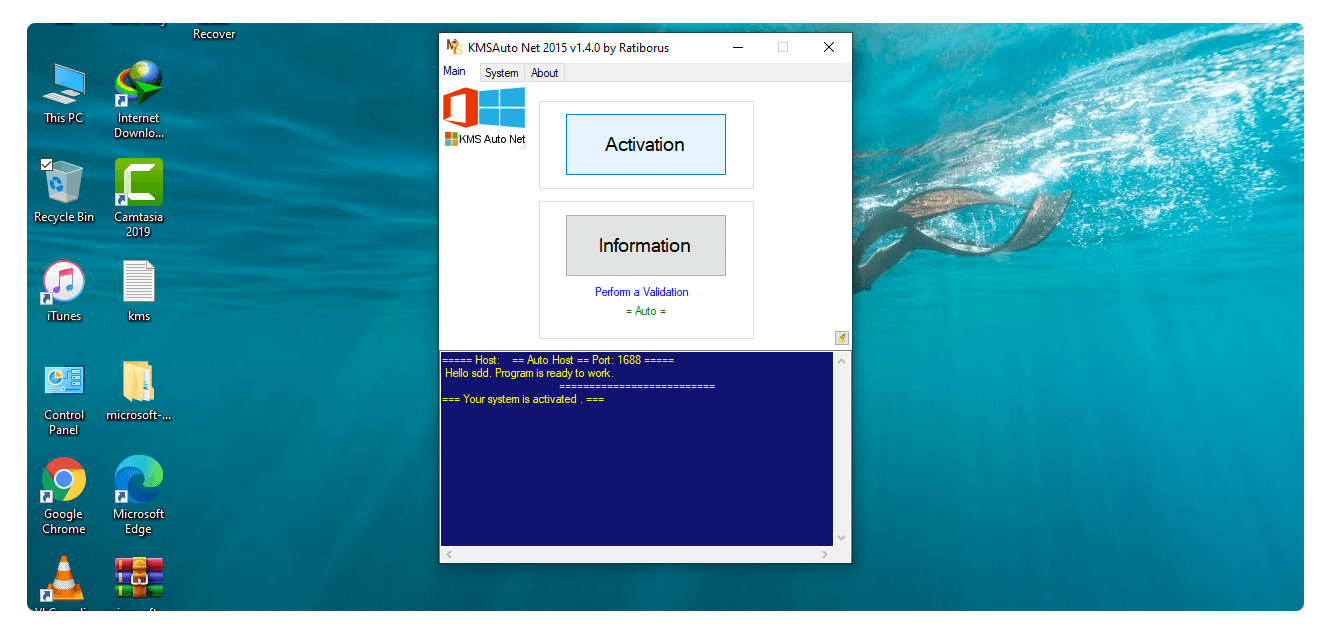 Recover
This PC
Internet
Downlo...
Recycle Bin
Camtasia
2019
iTunes
kms
Control
Panel
microsoft-...
Google
Chrome
Microsoft
Edge
KMSAuto Net 2015 v1.4.0 by Ratiborus
Main System About
KMS Auto Net
Activation
Information
Perform a Validation
= Auto =
===== Host: == Auto Host == Port: 1688 =====
Hello sdd. Program is ready to work.
==========================
=== Your system is activated . ===